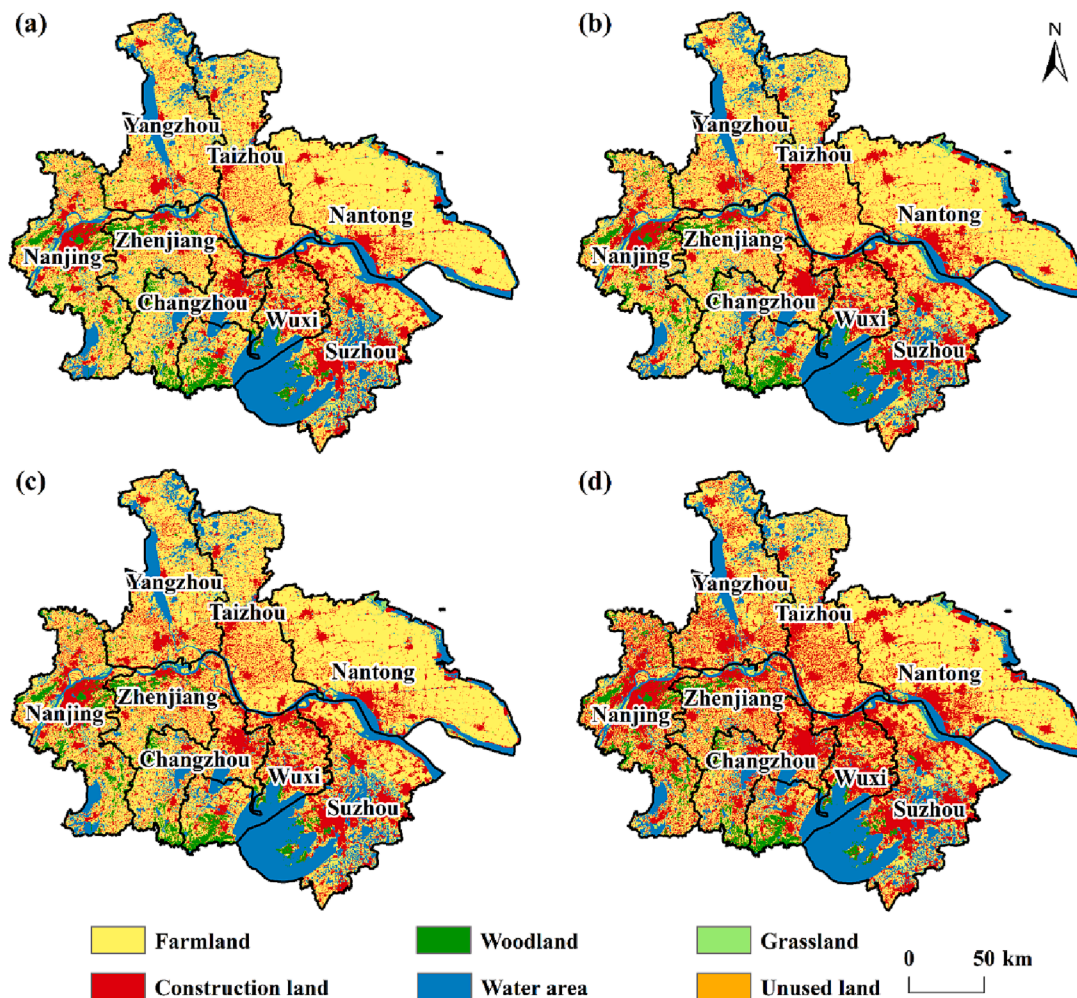 (a)
(b)
N
Yangzhou
Taizhou
Nantong
Zhenjiang
Nanjing
Changzhou
Wuxi
Suzhou
Yangzhou
Taizhou
Nantong
Zhenjiang
Nanjing
Changzhou
Wuxi
Suzhou
(c)
(d)
Yangzhou
Taizhou
Nantong
Zhenjiang
Nanjing
Changzhou
Wuxi
Suzhou
Yangzhou
Taizhou
Nantong
Zhenjiang
Nanjing
Changzhou
Wuxi
Suzhou
Farmland
Woodland
Grassland
Construction land
Water area
Unused land
0 50 km